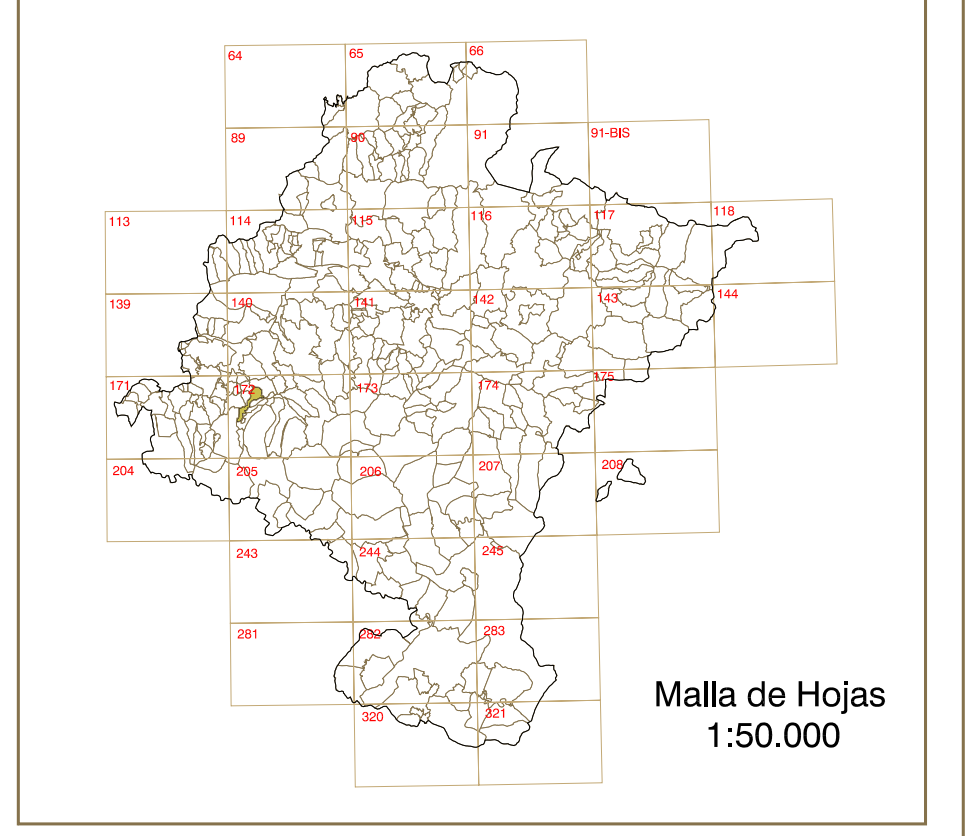 64 65 66
89 90 91 91-BIS
113 114 115 116 117 118
139 140 141 142 143 144
171 172 173 174 175
204 205 206 207 208
243 244 245
281 282 283
320 321
Malla de Hojas
1:50.000